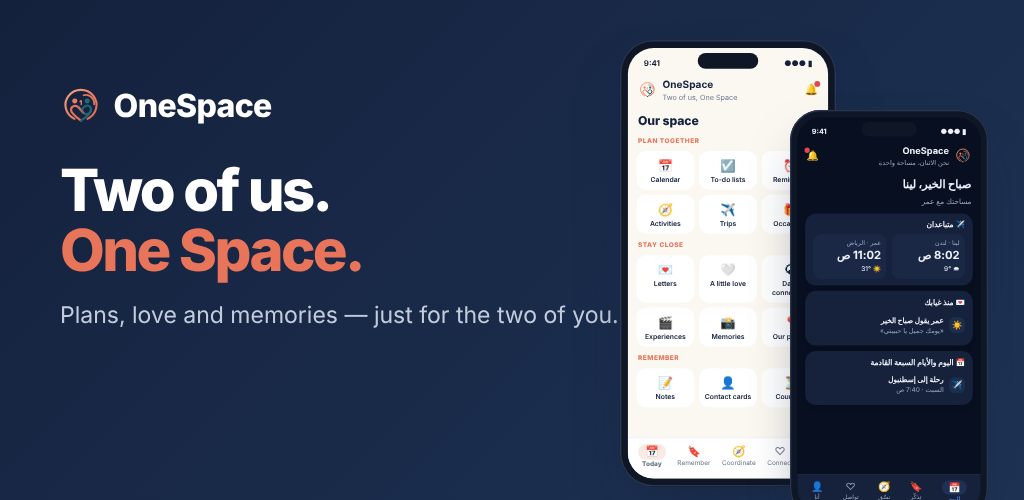 OneSpace
Two of us.
One Space.
Plans, love and memories — just for the two of you.
9:41
OneSpace
Two of us, One Space
Our space
PLAN TOGETHER
Calendar
To-do lists
Activities
Trips
STAY CLOSE
Letters
A little love
Experiences
Memories
REMEMBER
Notes
Contact cards
Today
Remember
Coordinate
9:41
OneSpace
نحن الاثنان، مساحة واحدة
صباح الخير، لينا
مساحتك مع عمر
متباعدان
لينا · لندن
8:02 ص
9°
عمر · الرياض
11:02 ص
31°
منذ غيابك
عمر يقول صباح الخير
«يومك جميل يا حبيبتي»
اليوم والأيام السبعة القادمة
رحلة إلى إسطنبول
السبت · 7:40 ص